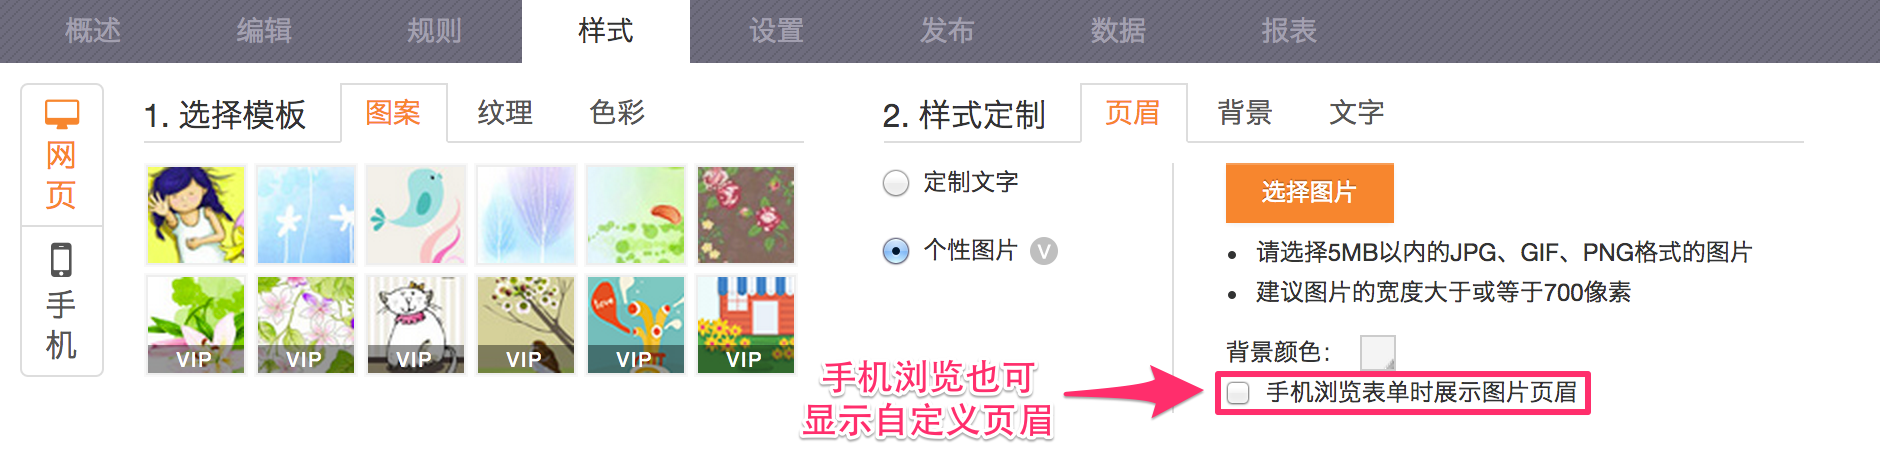 概述 编辑 规则 样式 设置 发布 数据 报表
网页
手机
1. 选择模板 图案 纹理 色彩
VIP VIP VIP love VIP VIP VIP
2. 样式定制 页眉 背景 文字
定制文字
个性图片 V
选择图片
• 请选择5MB以内的JPG、GIF、PNG格式的图片
• 建议图片的宽度大于或等于700像素
背景颜色：
手机浏览表单时展示图片页眉
手机浏览也可
显示自定义页眉